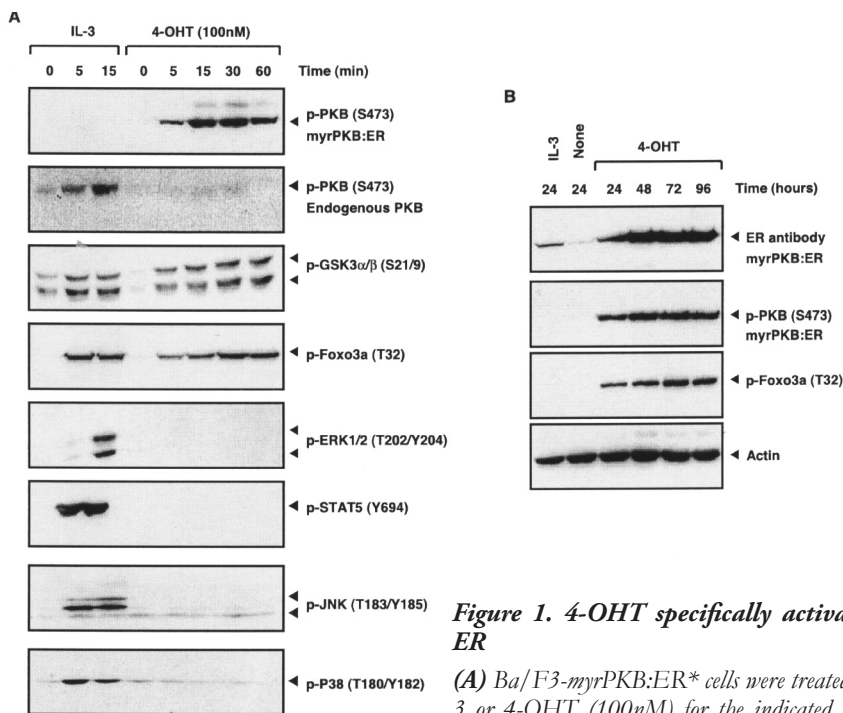 A
IL-3 4-OHT (100nM)
0 5 15 0 5 15 30 60 Time (min)
p-PKB (S473)
myrPKB:ER
p-PKB (S473)
Endogenous PKB
p-GSK3α/β (S21/9)
p-Foxo3a (T32)
p-ERK1/2 (T202/Y204)
p-STAT5 (Y694)
p-JNK (T183/Y185)
p-P38 (T180/Y182)
B
IL-3 None 4-OHT
24 24 24 48 72 96 Time (hours)
ER antibody
myrPKB:ER
p-PKB (S473)
myrPKB:ER
p-Foxo3a (T32)
Actin
Figure 1. 4-OHT specifically activa
ER
(A) Ba/F3-myrPKB:ER* cells were treated
3 or 4-OHT (100nM) for the indicated